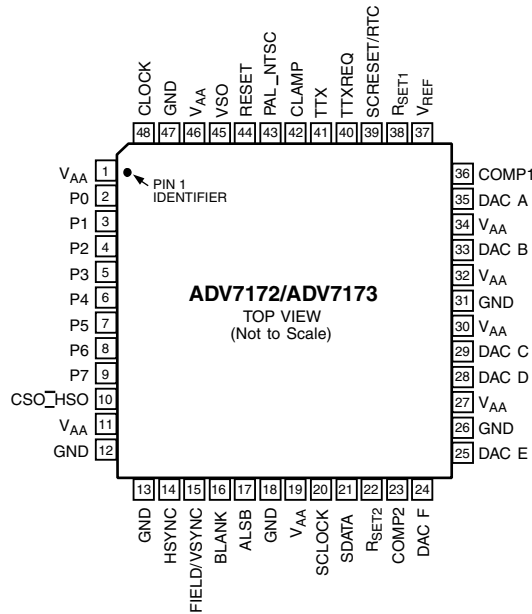 48 CLOCK
47 GND
46 VAA
45 VSO
44 RESET
43 PAL_NTSC
42 CLAMP
41 TTX
40 TTXREQ
39 SCRESET/RTC
38 RSET1
37 VREF
VAA 1
P0 2
P1 3
P2 4
P3 5
P4 6
P5 7
P6 8
P7 9
CSO_HSO 10
VAA 11
GND 12
PIN 1
IDENTIFIER
ADV7172/ADV7173
TOP VIEW
(Not to Scale)
36 COMP1
35 DAC A
34 VAA
33 DAC B
32 VAA
31 GND
30 VAA
29 DAC C
28 DAC D
27 VAA
26 GND
25 DAC E
13 GND
14 HSYNC
15 FIELD/VSYNC
16 BLANK
17 ALSB
18 GND
19 VAA
20 SCLOCK
21 SDATA
22 RSET2
23 COMP2
24 DAC F